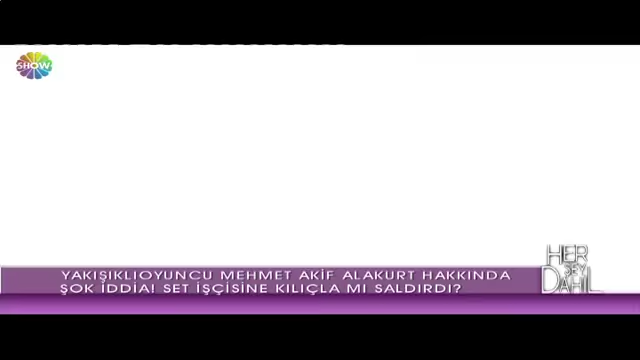 SHOW
YAKIŞIKLIOYUNCU MEHMET AKİF ALAKURT HAKKINDA
ŞOK İDDİA! SET İŞÇİSİNE KILIÇLA MI SALDIRDI?
HER
ŞEY
DAHİL